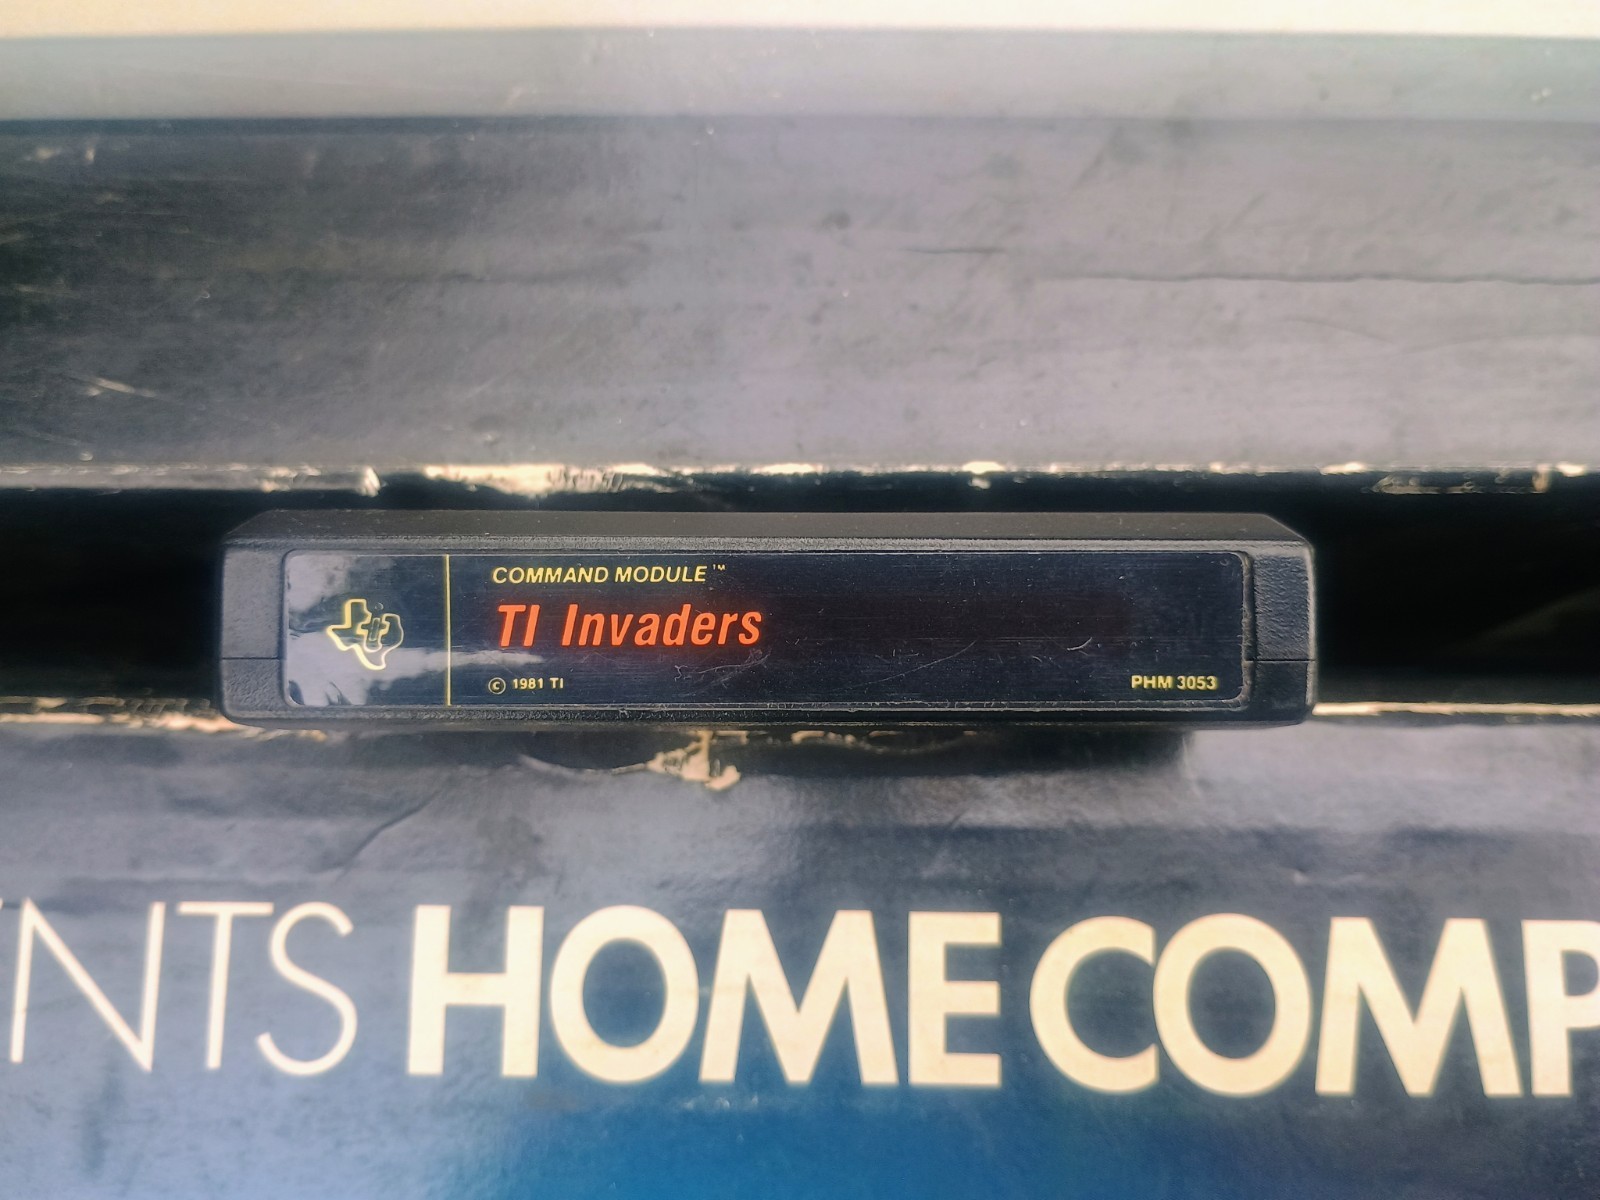 COMMAND MODULE™
TI Invaders
© 1981 TI
PHM 3053
NTS HOME COMP